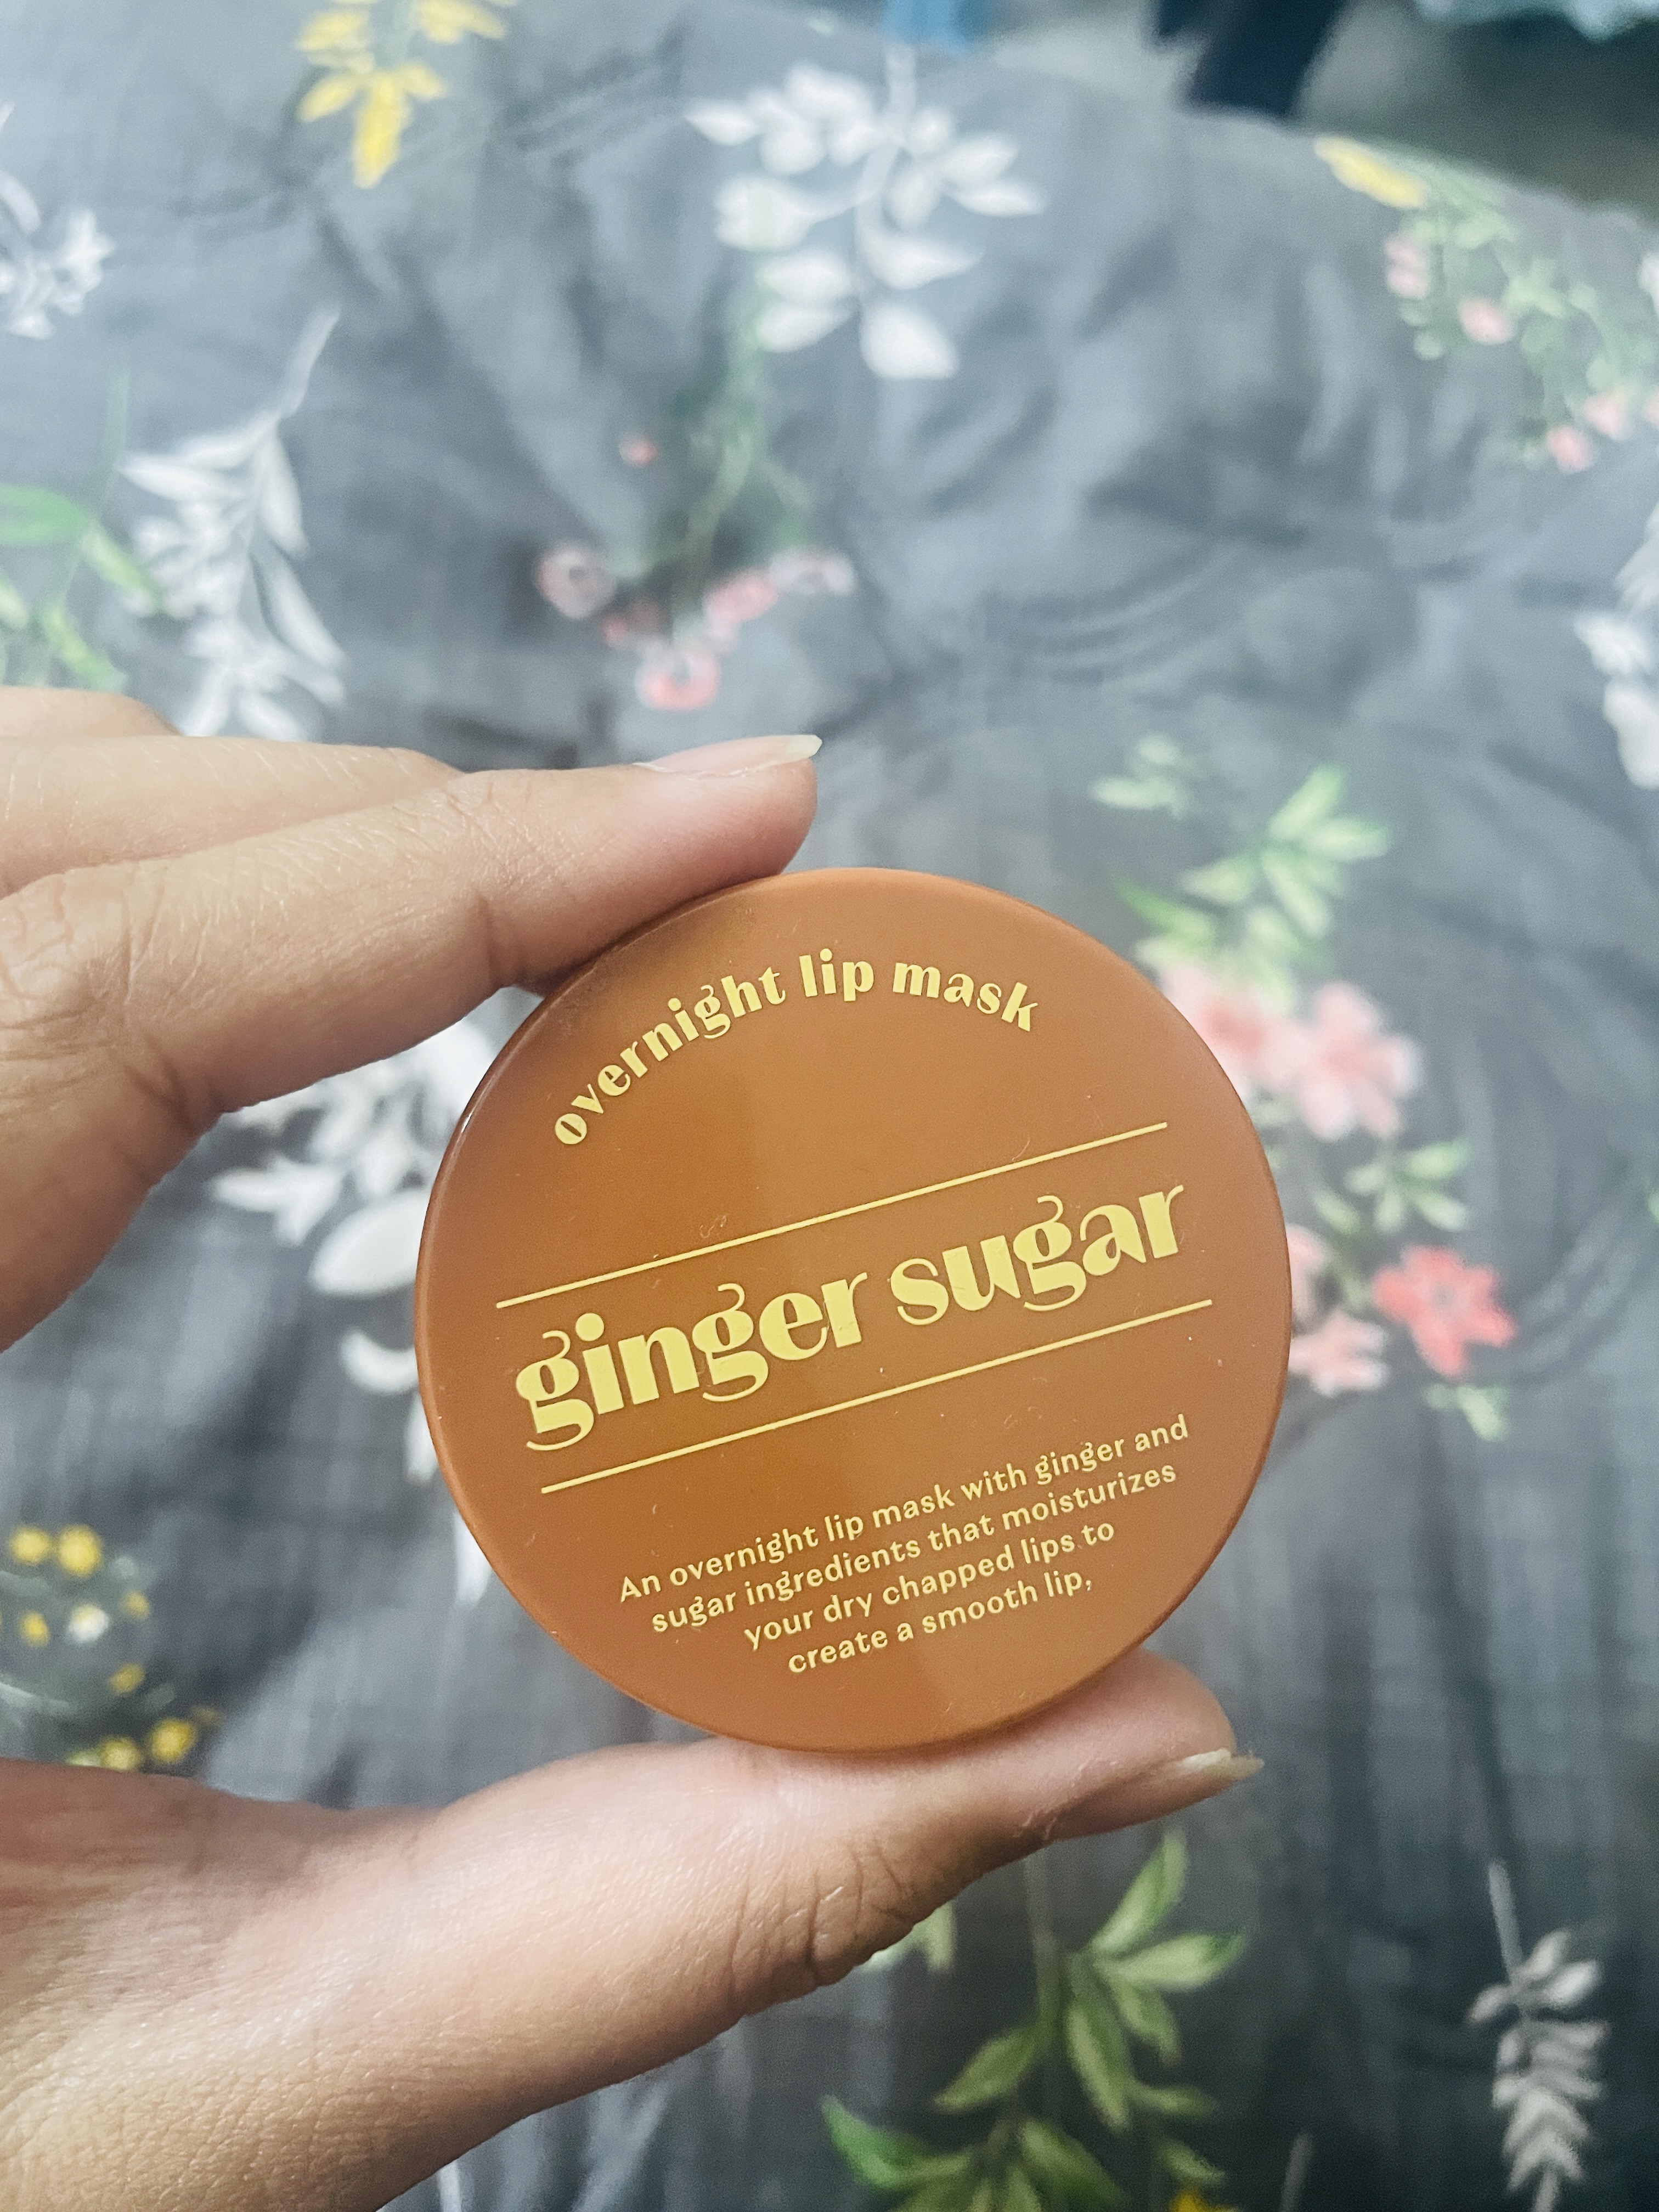 overnight lip mask
ginger sugar
An overnight lip mask with ginger and
sugar ingredients that moisturizes
your dry chapped lips to
create a smooth lip,